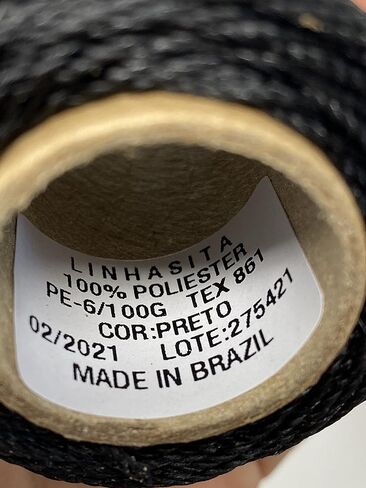 LINHASITA
100% POLIESTER
PE-6/100G TEX 861
COR:PRETO
02/2021 LOTE:275421
MADE IN BRAZIL